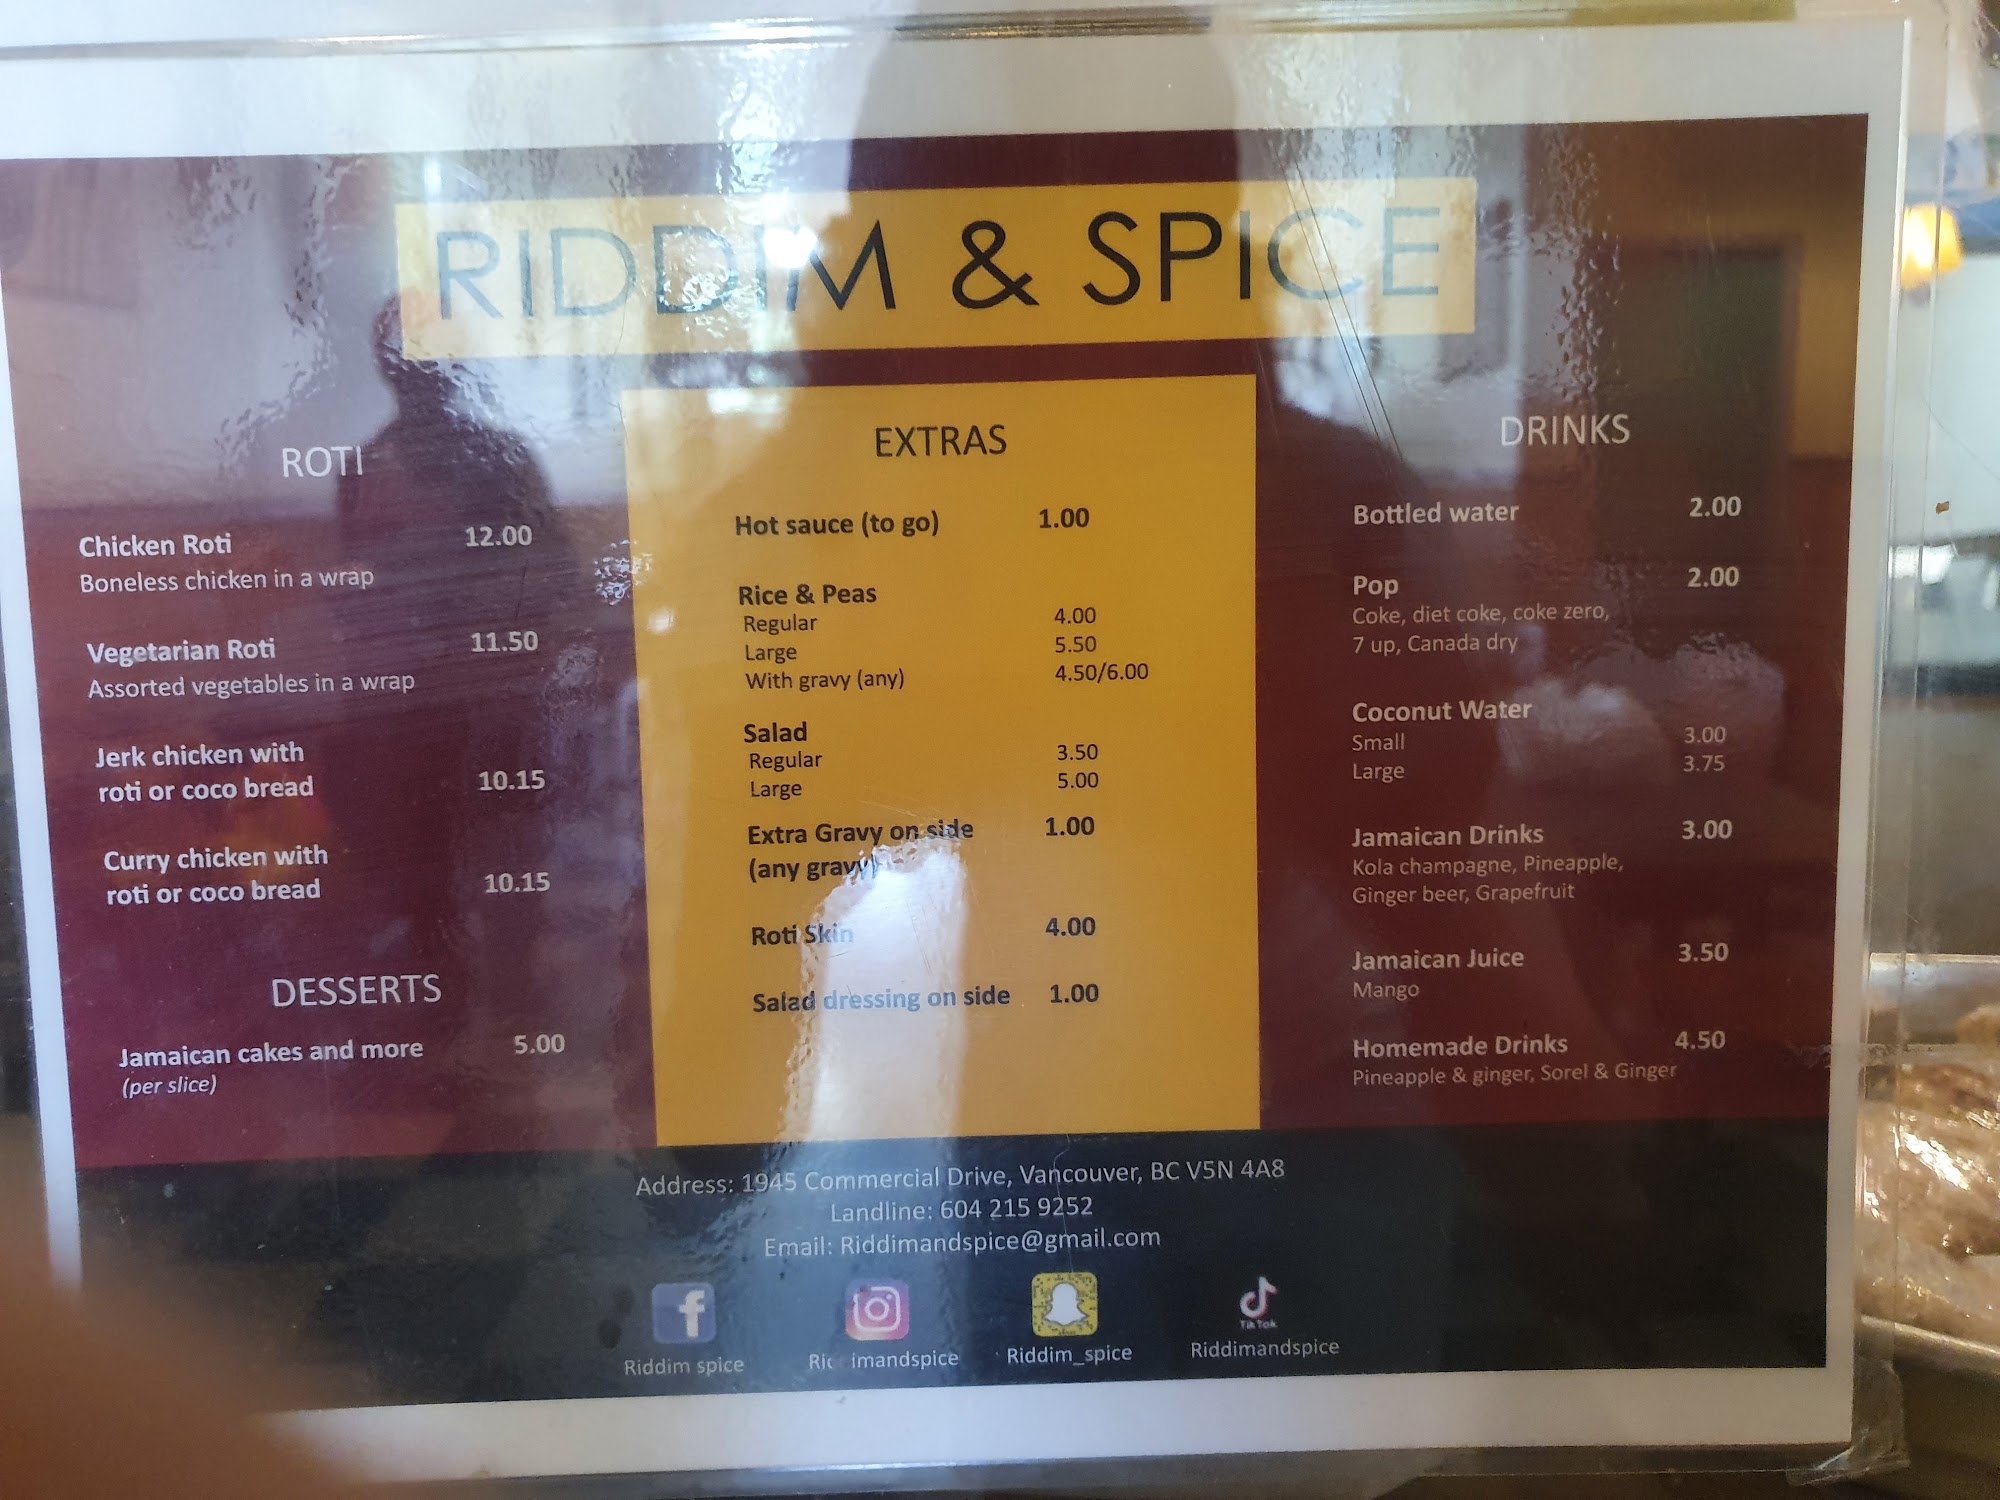 RIDDIM & SPICE
ROTI
Chicken Roti 12.00
Boneless chicken in a wrap
Vegetarian Roti 11.50
Assorted vegetables in a wrap
Jerk chicken with
roti or coco bread 10.15
Curry chicken with
roti or coco bread 10.15
DESSERTS
Jamaican cakes and more 5.00
(per slice)
EXTRAS
Hot sauce (to go) 1.00
Rice & Peas
Regular 4.00
Large 5.50
With gravy (any) 4.50/6.00
Salad
Regular 3.50
Large 5.00
Extra Gravy on side 1.00
(any gravy)
Roti Skin 4.00
Salad dressing on side 1.00
DRINKS
Bottled water 2.00
Pop 2.00
Coke, diet coke, coke zero,
7 up, Canada dry
Coconut Water
Small 3.00
Large 3.75
Jamaican Drinks 3.00
Kola champagne, Pineapple,
Ginger beer, Grapefruit
Jamaican Juice 3.50
Mango
Homemade Drinks 4.50
Pineapple & ginger, Sorel & Ginger
Address: 1945 Commercial Drive, Vancouver, BC V5N 4A8
Landline: 604 215 9252
Email: Riddimandspice@gmail.com
TikTok
Riddim spice Riddimandspice Riddim_spice Riddimandspice